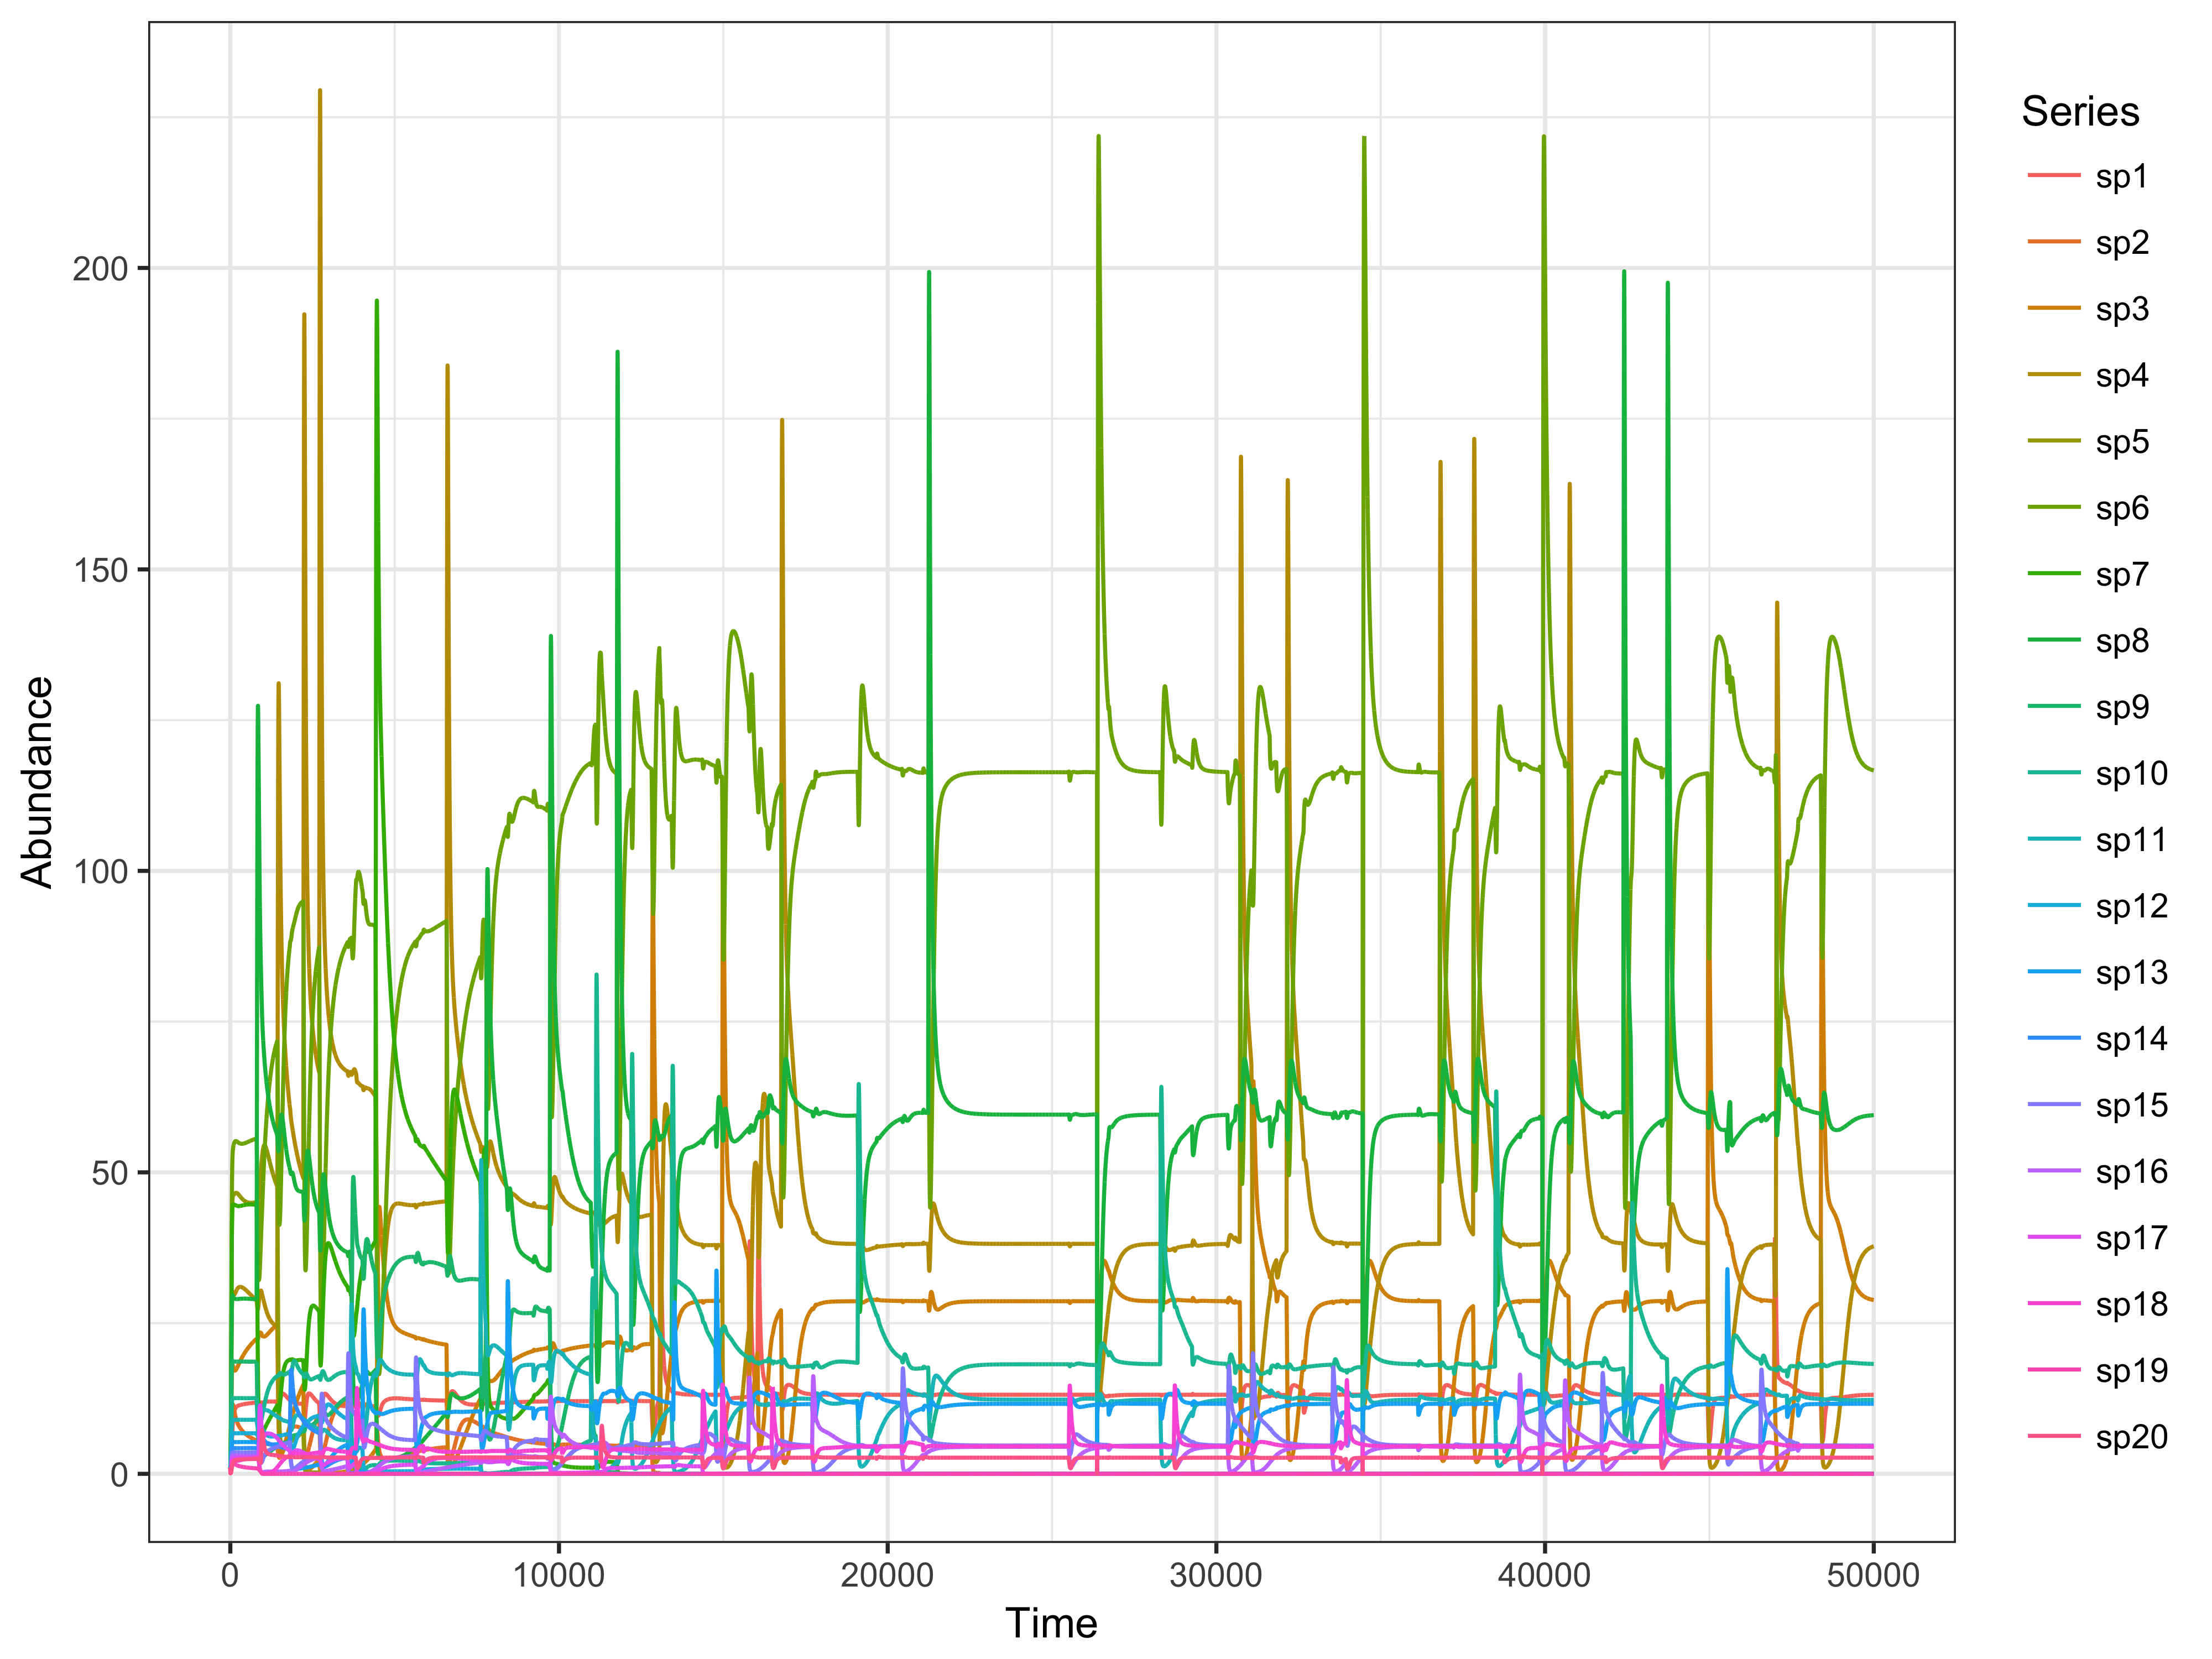 Abundance
200
150
100
50
0
0 10000 20000 30000 40000 50000
Time
Series
sp1
sp2
sp3
sp4
sp5
sp6
sp7
sp8
sp9
sp10
sp11
sp12
sp13
sp14
sp15
sp16
sp17
sp18
sp19
sp20